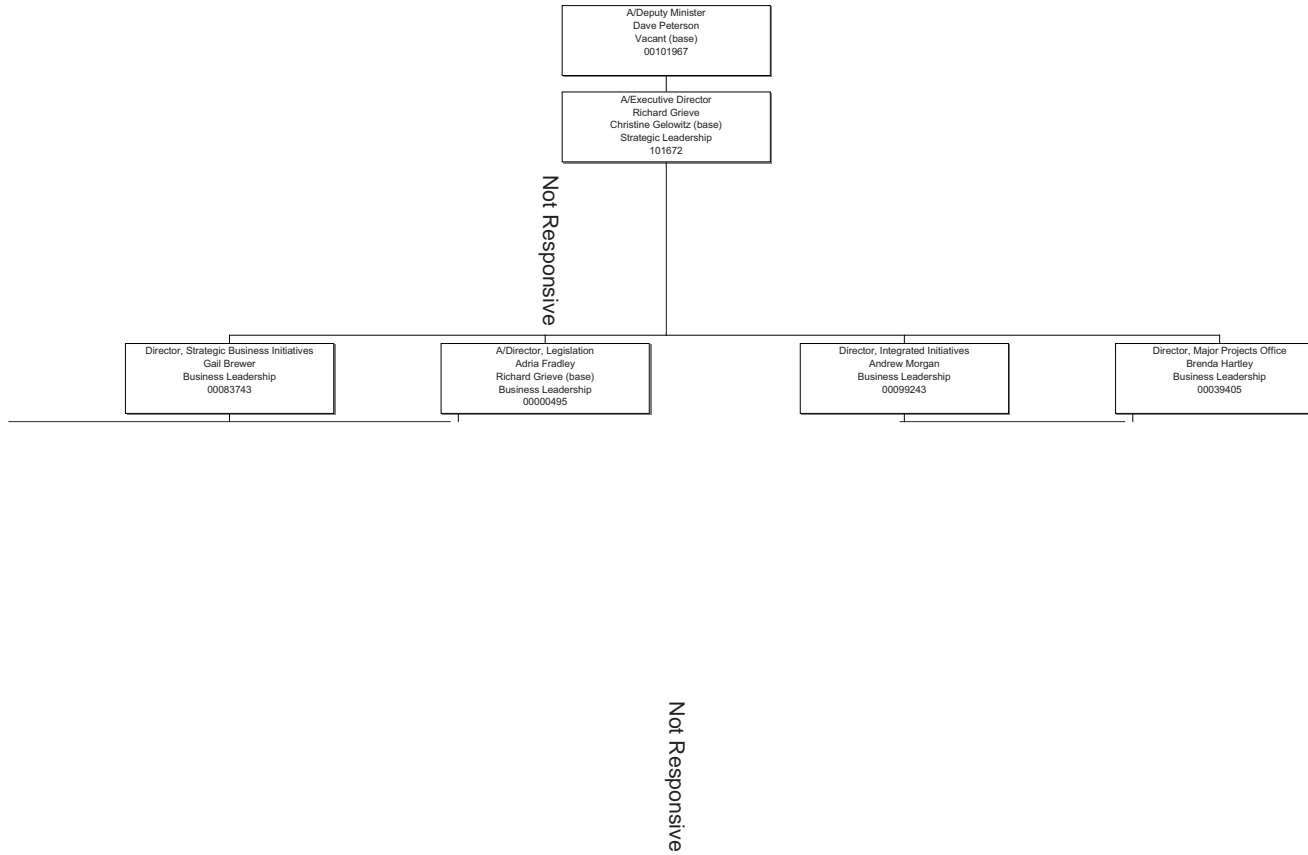 A/Deputy Minister
Dave Peterson
Vacant (base)
00101967
A/Executive Director
Richard Grieve
Christine Gelowitz (base)
Strategic Leadership
101672
Not Responsive
Director, Strategic Business Initiatives
Gail Brewer
Business Leadership
00083743
A/Director, Legislation
Adria Fradley
Richard Grieve (base)
Business Leadership
00000495
Director, Integrated Initiatives
Andrew Morgan
Business Leadership
00099243
Director, Major Projects Office
Brenda Hartley
Business Leadership
00039405
Not Responsive